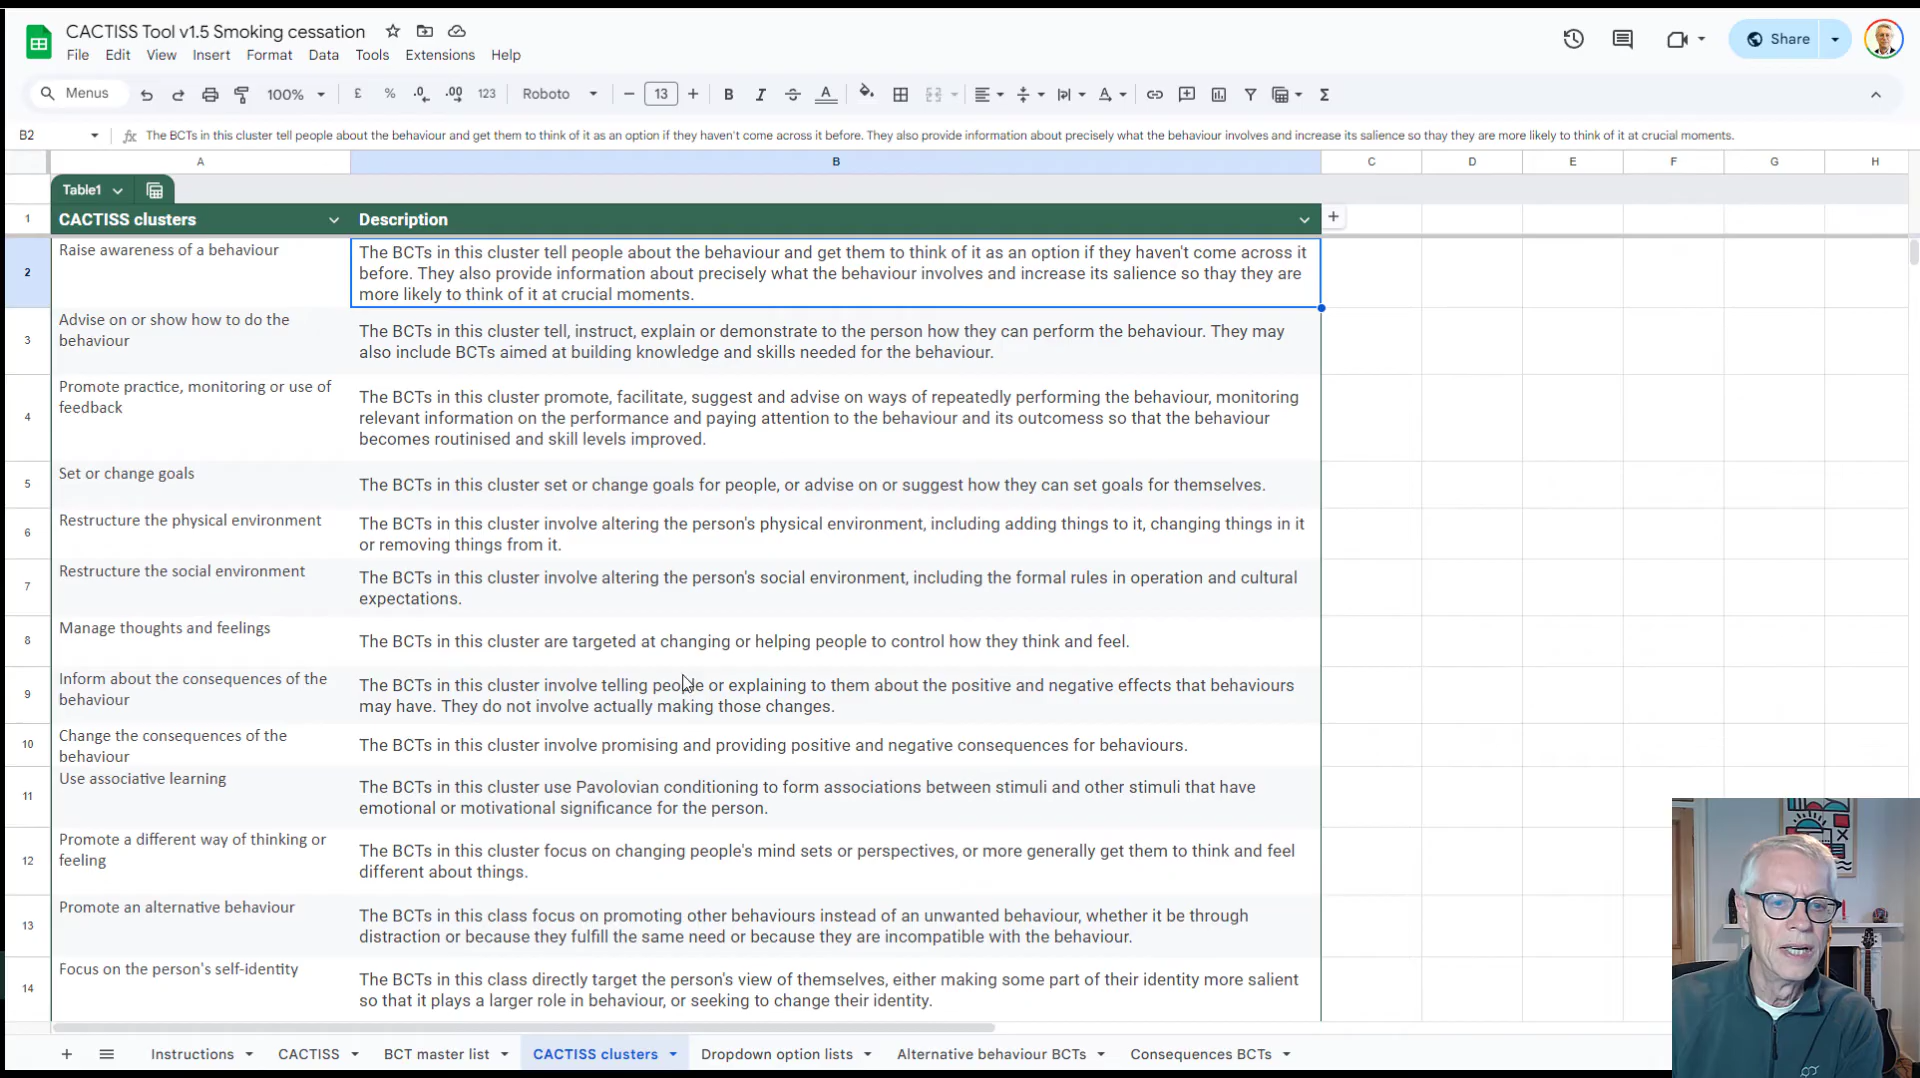 CACTISS Tool v1.5 Smoking cessation
File Edit View Insert Format Data Tools Extensions Help
Share
Menus
100%
£ % .0 .00 123
Roboto
13
B I A
B2
fx The BCTs in this cluster tell people about the behaviour and get them to think of it as an option if they haven't come across it before. They also provide information about precisely what the behaviour involves and increase its salience so thay they are more likely to think of it at crucial moments.
A B C D E F G H
Table1
1 CACTISS clusters Description
2 Raise awareness of a behaviour
The BCTs in this cluster tell people about the behaviour and get them to think of it as an option if they haven't come across it
before. They also provide information about precisely what the behaviour involves and increase its salience so thay they are
more likely to think of it at crucial moments.
3 Advise on or show how to do the
behaviour
The BCTs in this cluster tell, instruct, explain or demonstrate to the person how they can perform the behaviour. They may
also include BCTs aimed at building knowledge and skills needed for the behaviour.
4 Promote practice, monitoring or use of
feedback
The BCTs in this cluster promote, facilitate, suggest and advise on ways of repeatedly performing the behaviour, monitoring
relevant information on the performance and paying attention to the behaviour and its outcomess so that the behaviour
becomes routinised and skill levels improved.
5 Set or change goals
The BCTs in this cluster set or change goals for people, or advise on or suggest how they can set goals for themselves.
6 Restructure the physical environment
The BCTs in this cluster involve altering the person's physical environment, including adding things to it, changing things in it
or removing things from it.
7 Restructure the social environment
The BCTs in this cluster involve altering the person's social environment, including the formal rules in operation and cultural
expectations.
8 Manage thoughts and feelings
The BCTs in this cluster are targeted at changing or helping people to control how they think and feel.
9 Inform about the consequences of the
behaviour
The BCTs in this cluster involve telling people or explaining to them about the positive and negative effects that behaviours
may have. They do not involve actually making those changes.
10 Change the consequences of the
behaviour
The BCTs in this cluster involve promising and providing positive and negative consequences for behaviours.
11 Use associative learning
The BCTs in this cluster use Pavolovian conditioning to form associations between stimuli and other stimuli that have
emotional or motivational significance for the person.
12 Promote a different way of thinking or
feeling
The BCTs in this cluster focus on changing people's mind sets or perspectives, or more generally get them to think and feel
different about things.
13 Promote an alternative behaviour
The BCTs in this class focus on promoting other behaviours instead of an unwanted behaviour, whether it be through
distraction or because they fulfill the same need or because they are incompatible with the behaviour.
14 Focus on the person's self-identity
The BCTs in this class directly target the person's view of themselves, either making some part of their identity more salient
so that it plays a larger role in behaviour, or seeking to change their identity.
Instructions CACTISS BCT master list CACTISS clusters Dropdown option lists Alternative behaviour BCTs Consequences BCTs